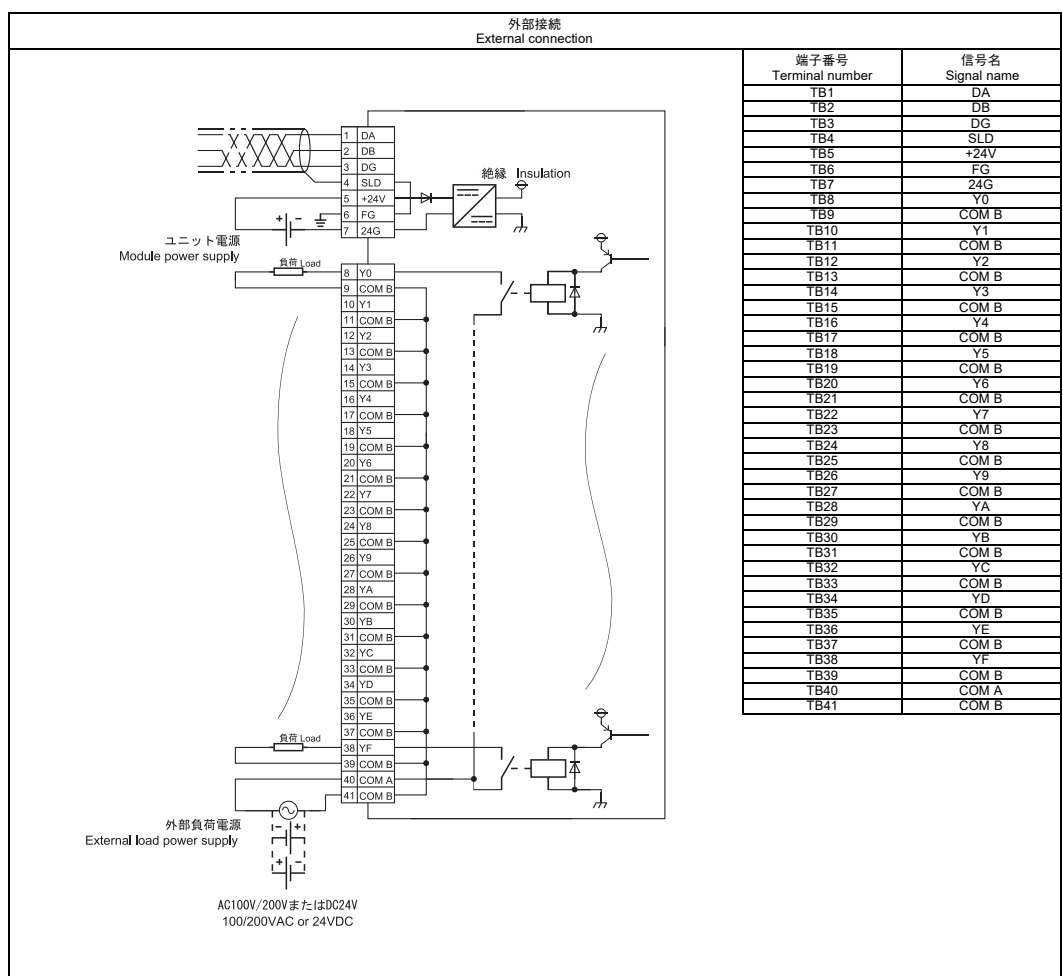 外部接続
External connection
端子番号
Terminal number
信号名
Signal name
TB1 DA
TB2 DB
TB3 DG
TB4 SLD
TB5 +24V
TB6 FG
TB7 24G
TB8 Y0
TB9 COM B
TB10 Y1
TB11 COM B
TB12 Y2
TB13 COM B
TB14 Y3
TB15 COM B
TB16 Y4
TB17 COM B
TB18 Y5
TB19 COM B
TB20 Y6
TB21 COM B
TB22 Y7
TB23 COM B
TB24 Y8
TB25 COM B
TB26 Y9
TB27 COM B
TB28 YA
TB29 COM B
TB30 YB
TB31 COM B
TB32 YC
TB33 COM B
TB34 YD
TB35 COM B
TB36 YE
TB37 COM B
TB38 YF
TB39 COM B
TB40 COM A
TB41 COM B
1 DA
2 DB
3 DG
4 SLD
5 +24V
6 FG
7 24G
絶縁 Insulation
+ -
ユニット電源
Module power supply
負荷 Load
8 Y0
9 COM B
10 Y1
11 COM B
12 Y2
13 COM B
14 Y3
15 COM B
16 Y4
17 COM B
18 Y5
19 COM B
20 Y6
21 COM B
22 Y7
23 COM B
24 Y8
25 COM B
26 Y9
27 COM B
28 YA
29 COM B
30 YB
31 COM B
32 YC
33 COM B
34 YD
35 COM B
36 YE
37 COM B
負荷 Load
38 YF
39 COM B
40 COM A
41 COM B
外部負荷電源
External load power supply
- +
+ -
AC100V/200VまたはDC24V
100/200VAC or 24VDC